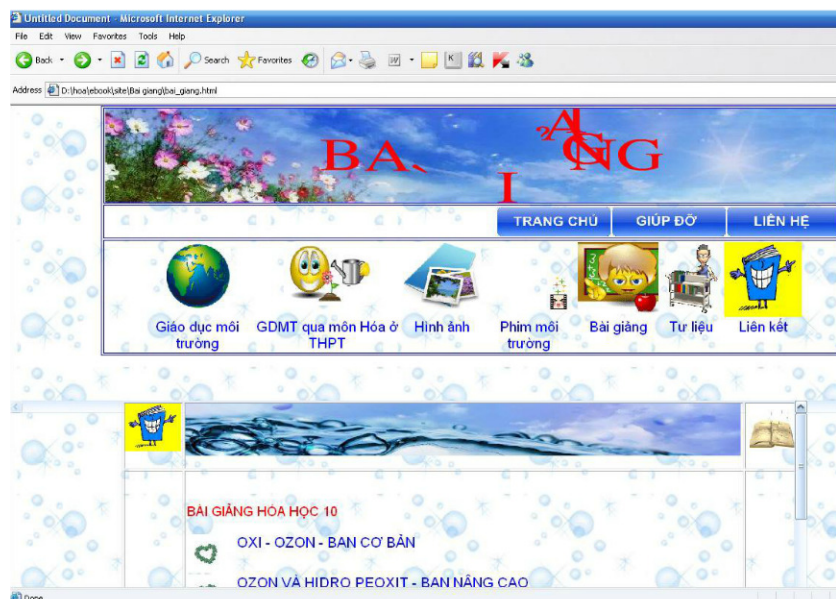 Untitled Document - Microsoft Internet Explorer
File Edit View Favorites Tools Help
Back Search Favorites
Address D:\hoa\ebook\site\Bai giang\bai_giang.html
BÀI GIẢNG
TRANG CHỦ GIÚP ĐỠ LIÊN HỆ
Giáo dục môi trường
GDMT qua môn Hóa ở THPT
Hình ảnh
Phim môi trường
Bài giảng
Tư liệu
Liên kết
BÀI GIẢNG HÓA HỌC 10
OXI - OZON - BAN CƠ BẢN
OZON VÀ HIDRO PEOXIT - BAN NÂNG CAO
Done